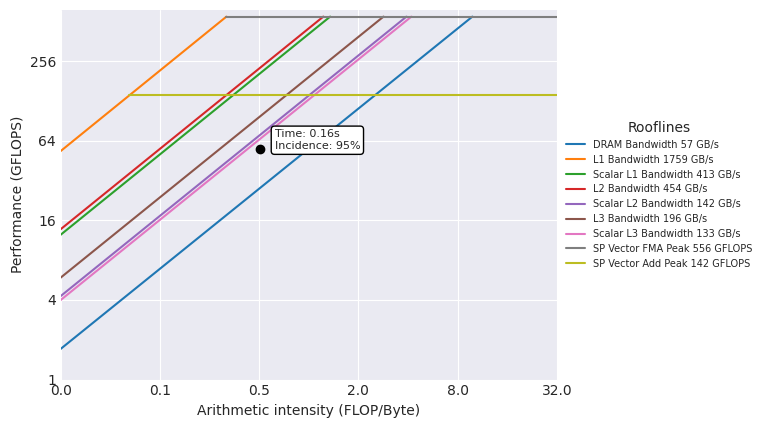 Performance (GFLOPS)
256
64
16
4
1
0.0
0.1
0.5
2.0
8.0
32.0
Arithmetic intensity (FLOP/Byte)
Time: 0.16s
Incidence: 95%
Rooflines
DRAM Bandwidth 57 GB/s
L1 Bandwidth 1759 GB/s
Scalar L1 Bandwidth 413 GB/s
L2 Bandwidth 454 GB/s
Scalar L2 Bandwidth 142 GB/s
L3 Bandwidth 196 GB/s
Scalar L3 Bandwidth 133 GB/s
SP Vector FMA Peak 556 GFLOPS
SP Vector Add Peak 142 GFLOPS